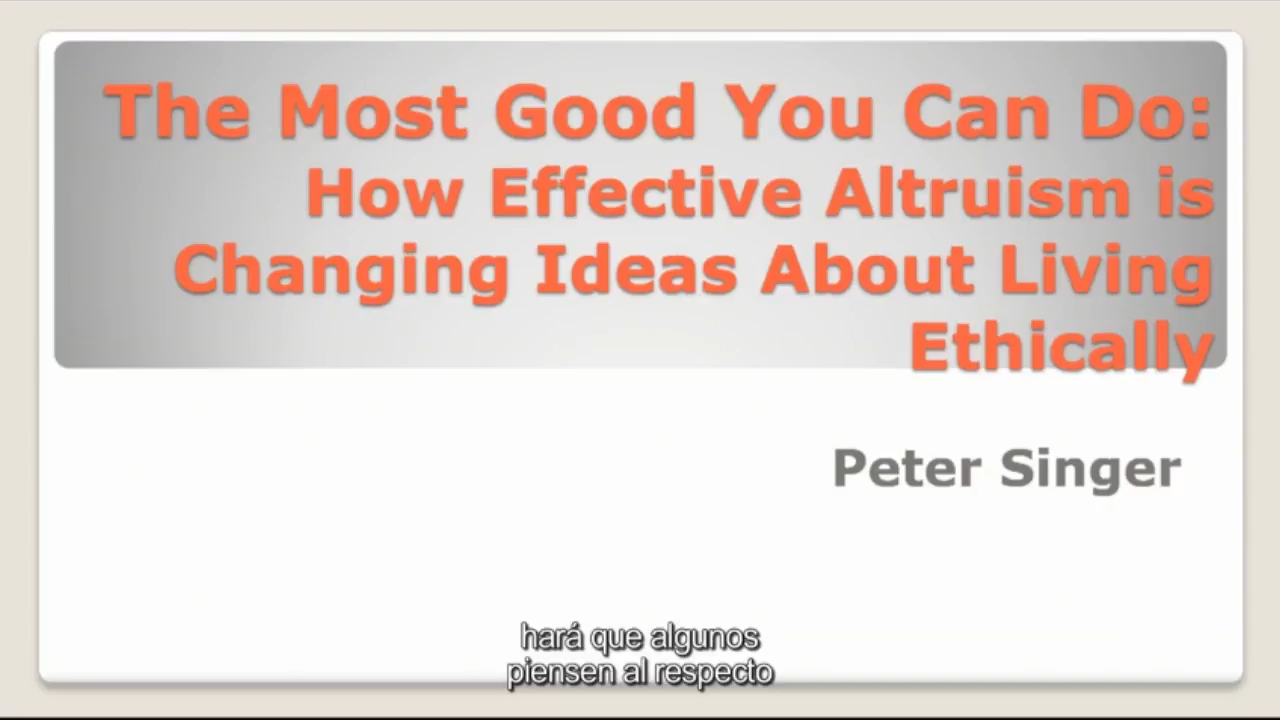 The Most Good You Can Do:
How Effective Altruism is
Changing Ideas About Living
Ethically
Peter Singer
hará que algunos
piensen al respecto